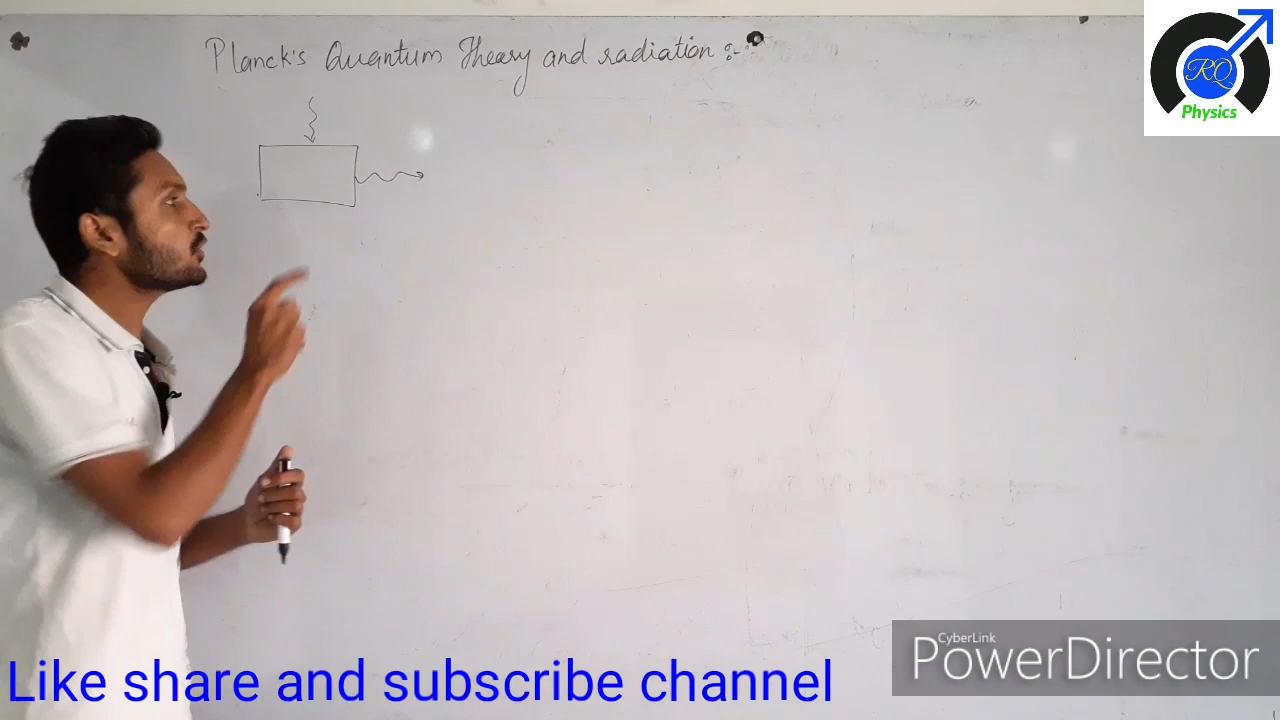 Planck's Quantum Theory and radiation :-
RQ
Physics
CyberLink
PowerDirector
Like share and subscribe channel